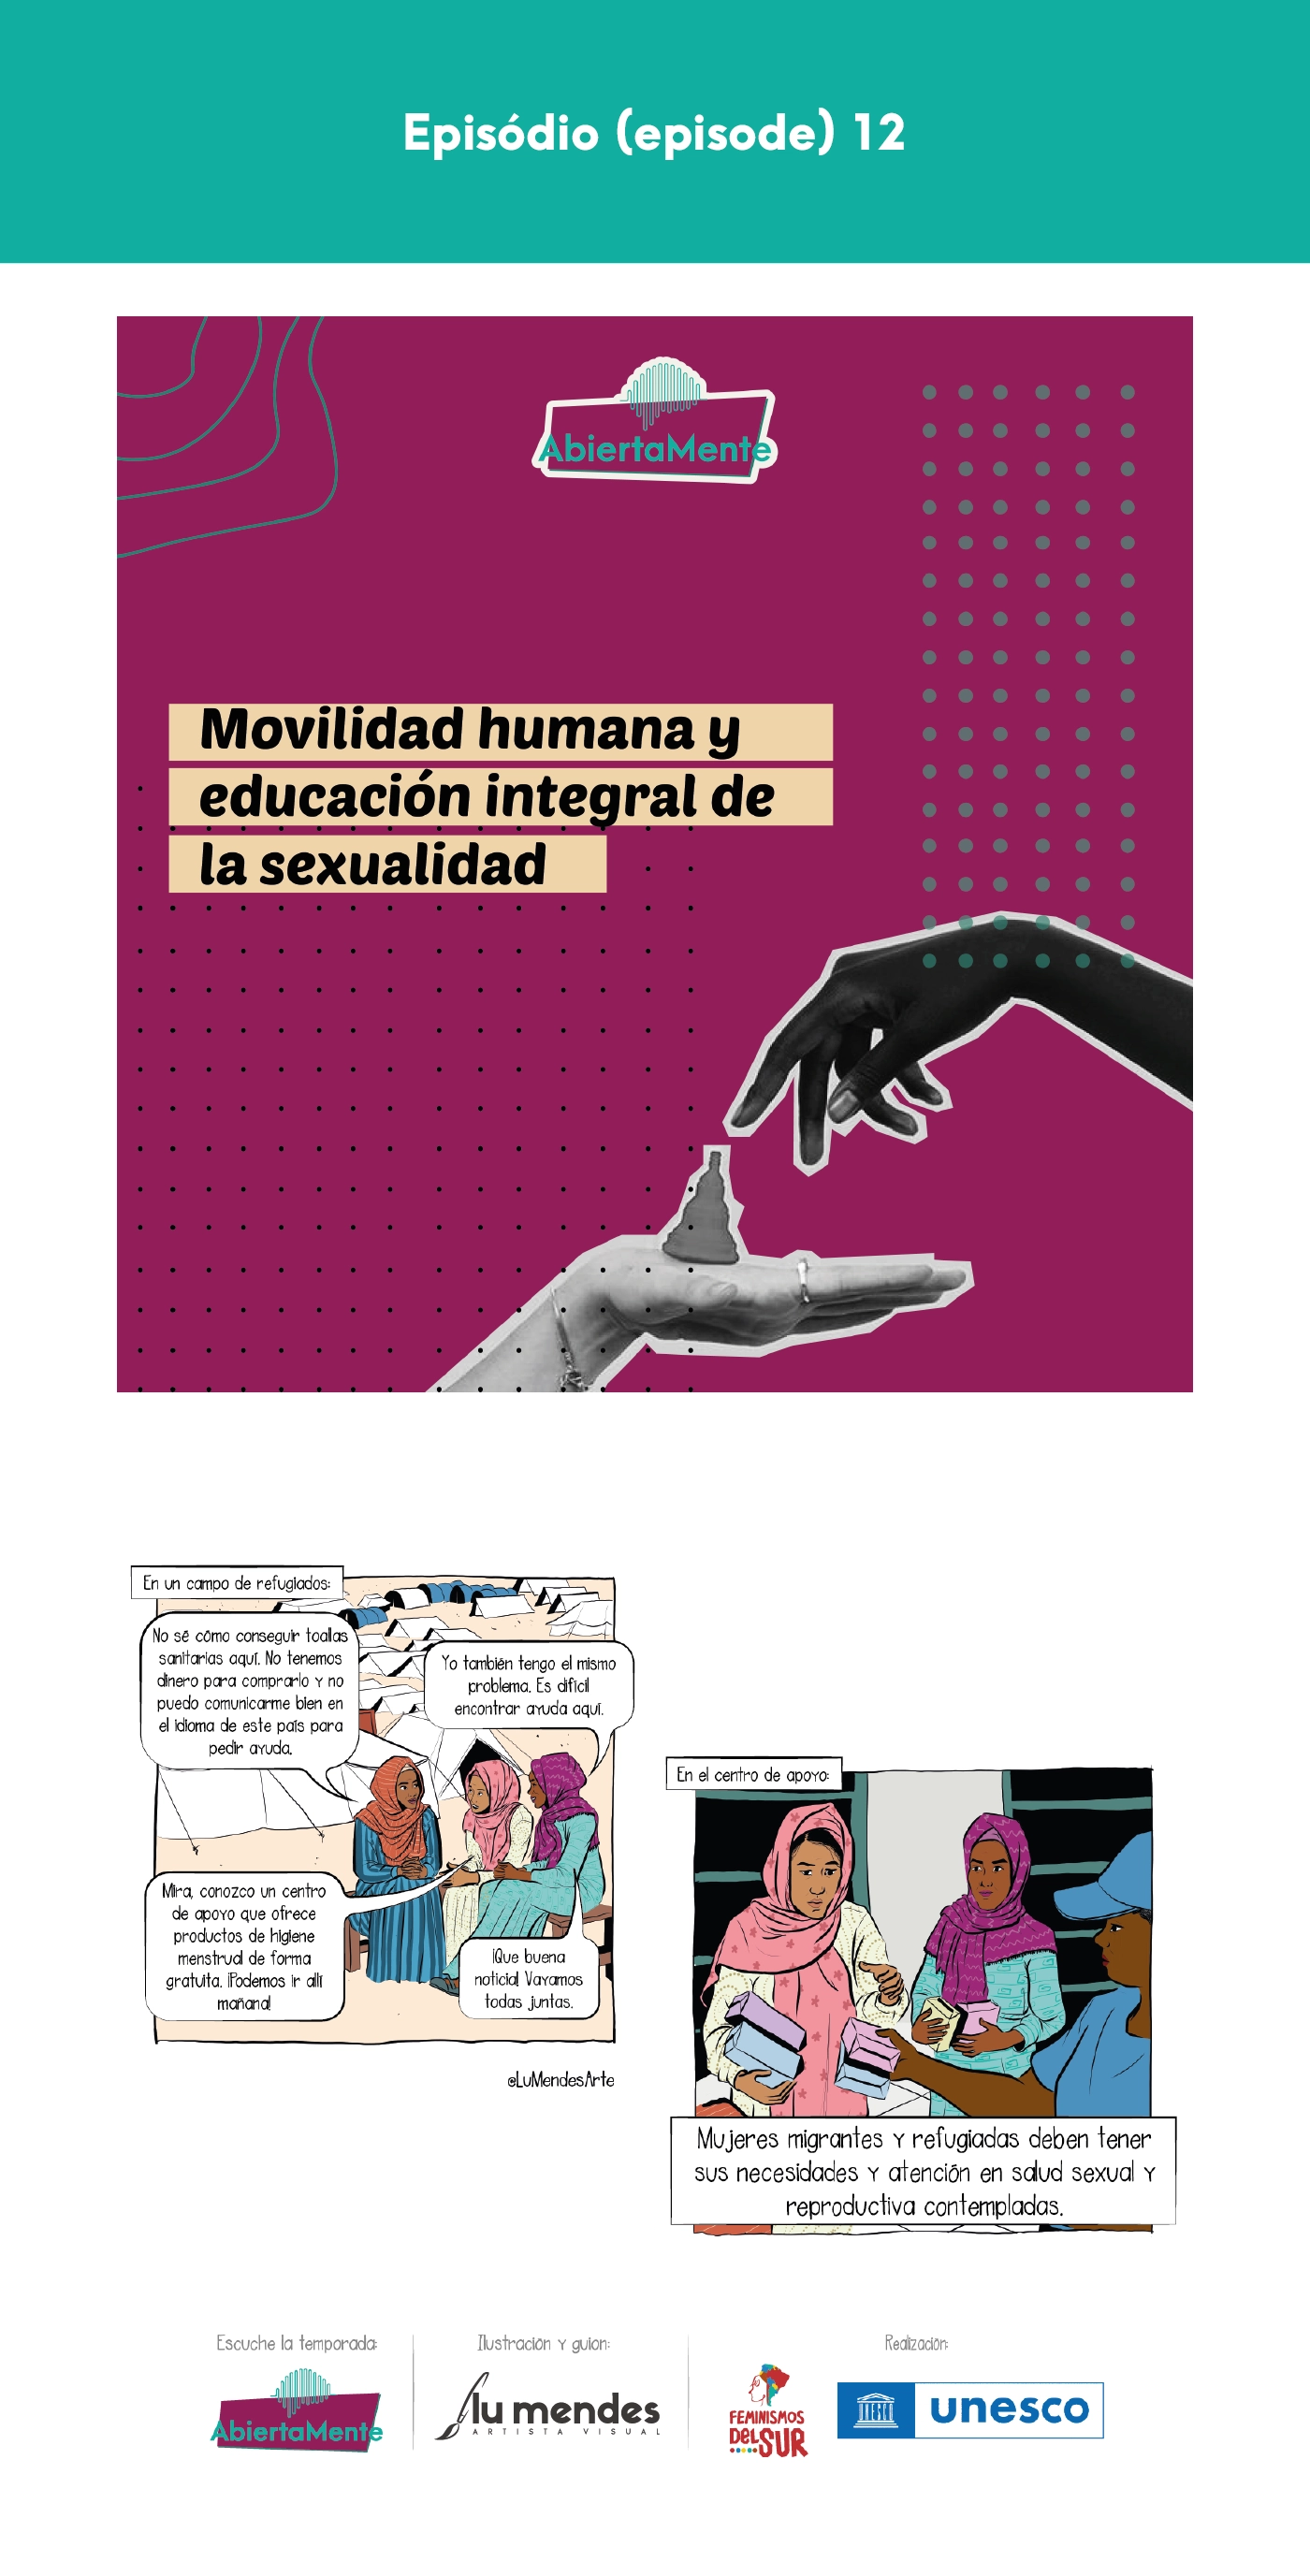 Episódio (episode) 12
AbiertaMente
Movilidad humana y
educación integral de
la sexualidad
En un campo de refugiados:
No sé cómo conseguir toallas
sanitarias aquí. No tenemos
dinero para comprarlo y no
puedo comunicarme bien en
el idioma de este país para
pedir ayuda.
Yo también tengo el mismo
problema. Es difícil
encontrar ayuda aquí.
Mira, conozco un centro
de apoyo que ofrece
productos de higiene
menstrual de forma
gratuita. ¡Podemos ir allí
mañana!
¡Que buena
noticia! Vayamos
todas juntas.
@LuMendesArte
En el centro de apoyo:
Mujeres migrantes y refugiadas deben tener
sus necesidades y atención en salud sexual y
reproductiva contempladas.
Escuche la temporada:
AbiertaMente
Ilustración y guion:
lu mendes
ARTISTA VISUAL
Realización:
FEMINISMOS
DEL SUR
unesco